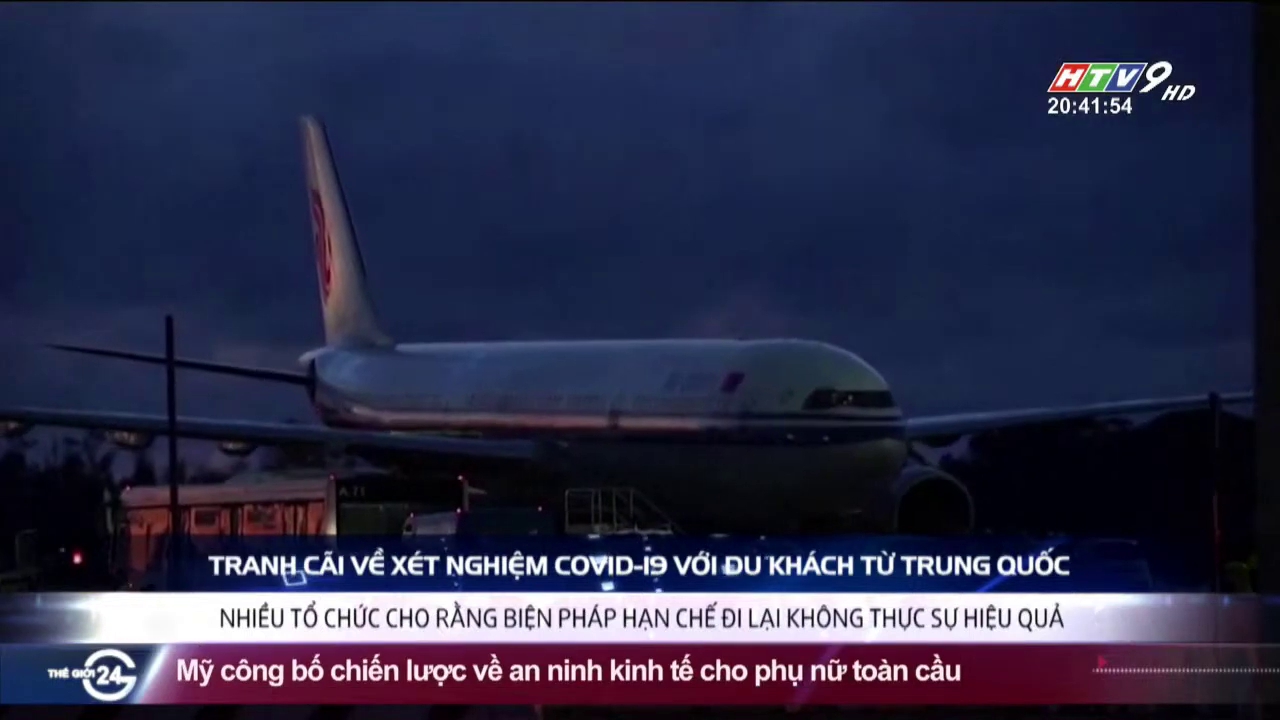 HTV9 HD
20:41:54
TRANH CÃI VỀ XÉT NGHIỆM COVID-19 VỚI DU KHÁCH TỪ TRUNG QUỐC
NHIỀU TỔ CHỨC CHO RẰNG BIỆN PHÁP HẠN CHẾ ĐI LẠI KHÔNG THỰC SỰ HIỆU QUẢ
THẾ GIỚI 24G
Mỹ công bố chiến lược về an ninh kinh tế cho phụ nữ toàn cầu